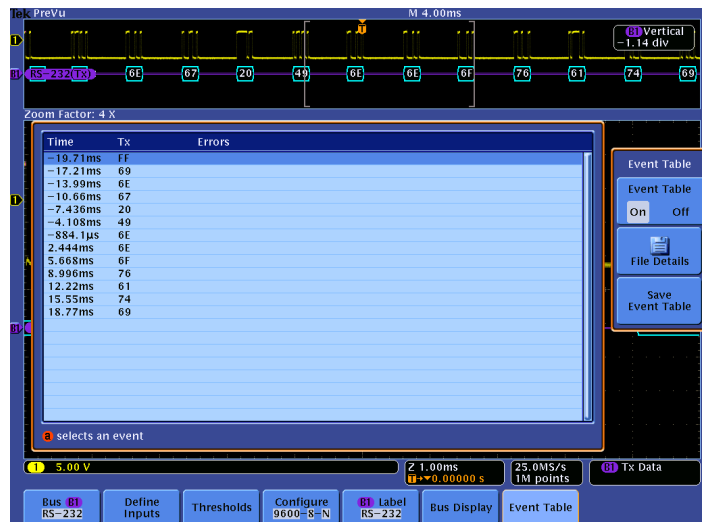 Tek PreVu M 4.00ms
T
B1 Vertical
-1.14 div
1
B1 RS-232(Tx) 6E 67 20 49 6E 6E 6F 76 61 74 69
Zoom Factor: 4 X
Time Tx Errors
-19.71ms FF
-17.21ms 69
-13.99ms 6E
-10.66ms 67
-7.436ms 20
-4.108ms 49
-884.1µs 6E
2.444ms 6E
5.668ms 6F
8.996ms 76
12.22ms 61
15.55ms 74
18.77ms 69
a selects an event
1
B1
Event Table
Event Table
On Off
File Details
Save
Event Table
1 5.00 V
Z 1.00ms
T→▼0.00000 s
25.0MS/s
1M points
B1 Tx Data
Bus B1
RS-232
Define
Inputs
Thresholds
Configure
9600-8-N
B1 Label
RS-232
Bus Display
Event Table